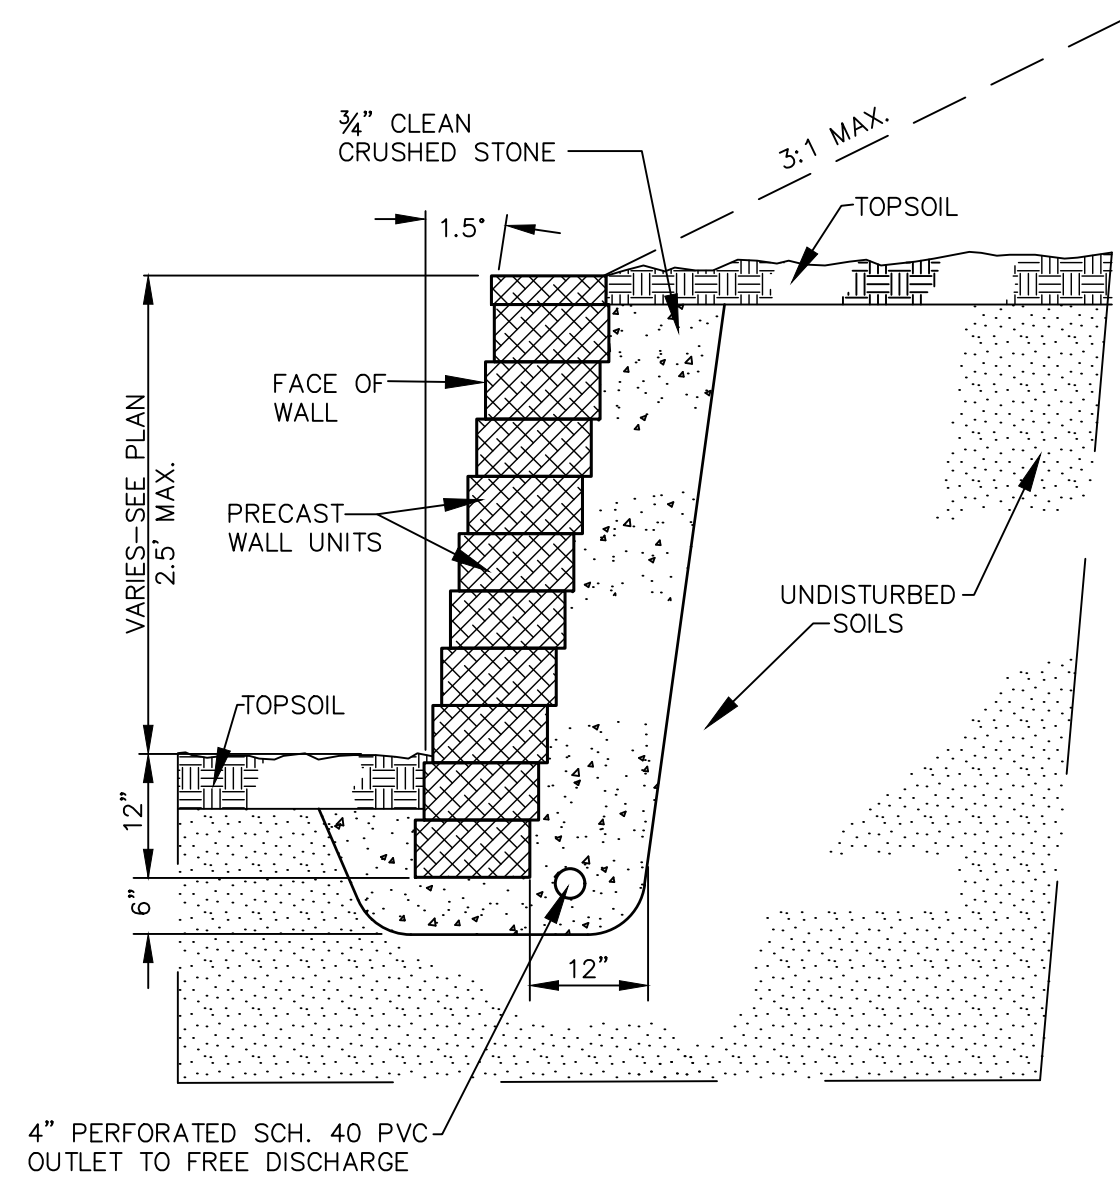 ¾" CLEAN
CRUSHED STONE
3:1 MAX.
TOPSOIL
1.5°
FACE OF
WALL
VARIES-SEE PLAN
2.5' MAX.
PRECAST
WALL UNITS
UNDISTURBED
SOILS
TOPSOIL
12"
6"
12"
4" PERFORATED SCH. 40 PVC
OUTLET TO FREE DISCHARGE